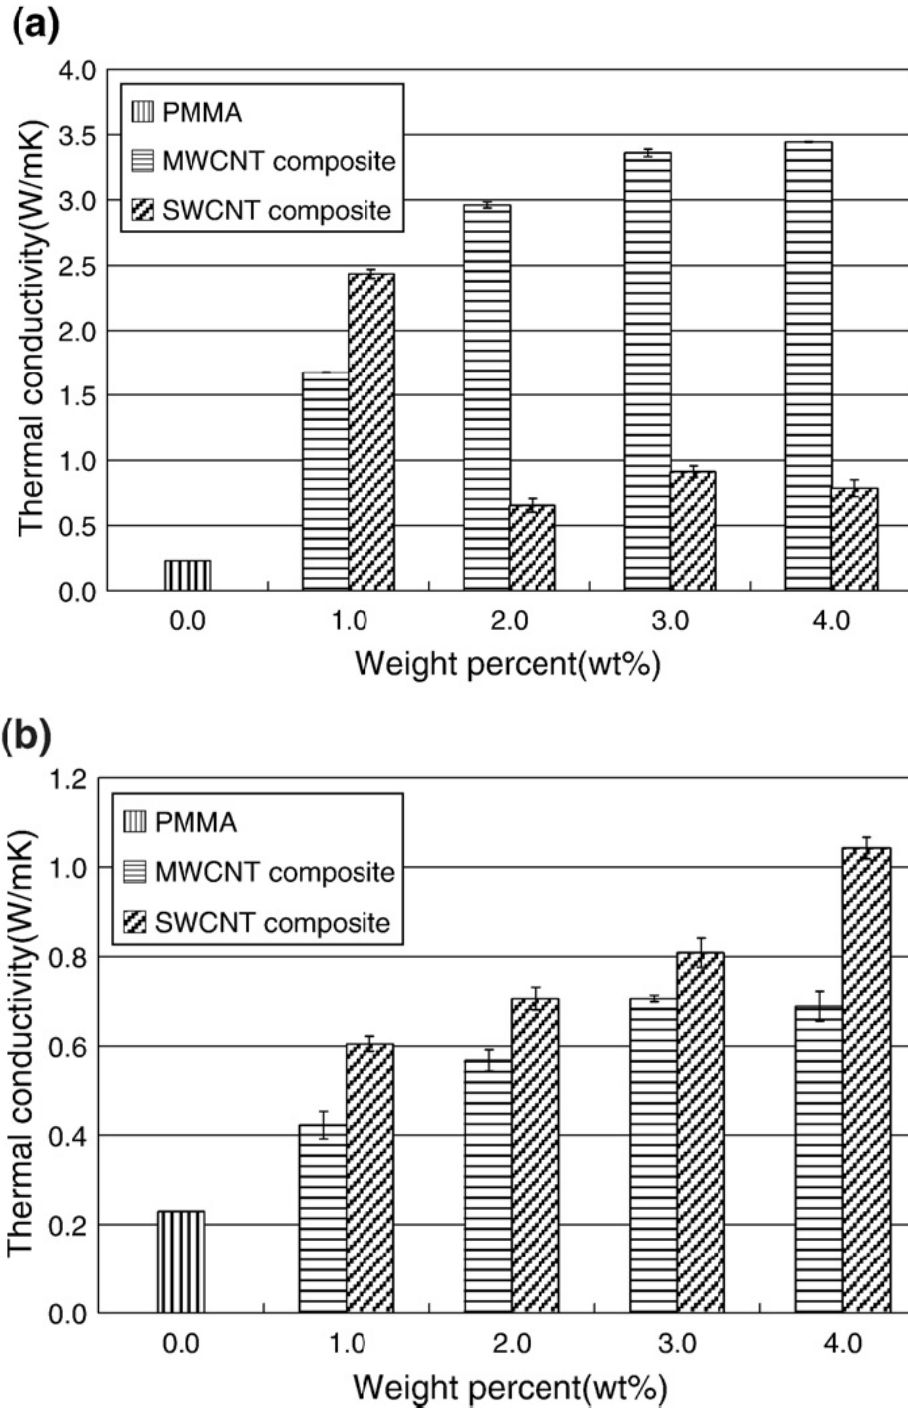 (a)
4.0
3.5
3.0
2.5
2.0
1.5
1.0
0.5
0.0
Thermal conductivity(W/mK)
PMMA
MWCNT composite
SWCNT composite
0.0 1.0 2.0 3.0 4.0
Weight percent(wt%)
(b)
1.2
1.0
0.8
0.6
0.4
0.2
0.0
Thermal conductivity(W/mK)
PMMA
MWCNT composite
SWCNT composite
0.0 1.0 2.0 3.0 4.0
Weight percent(wt%)